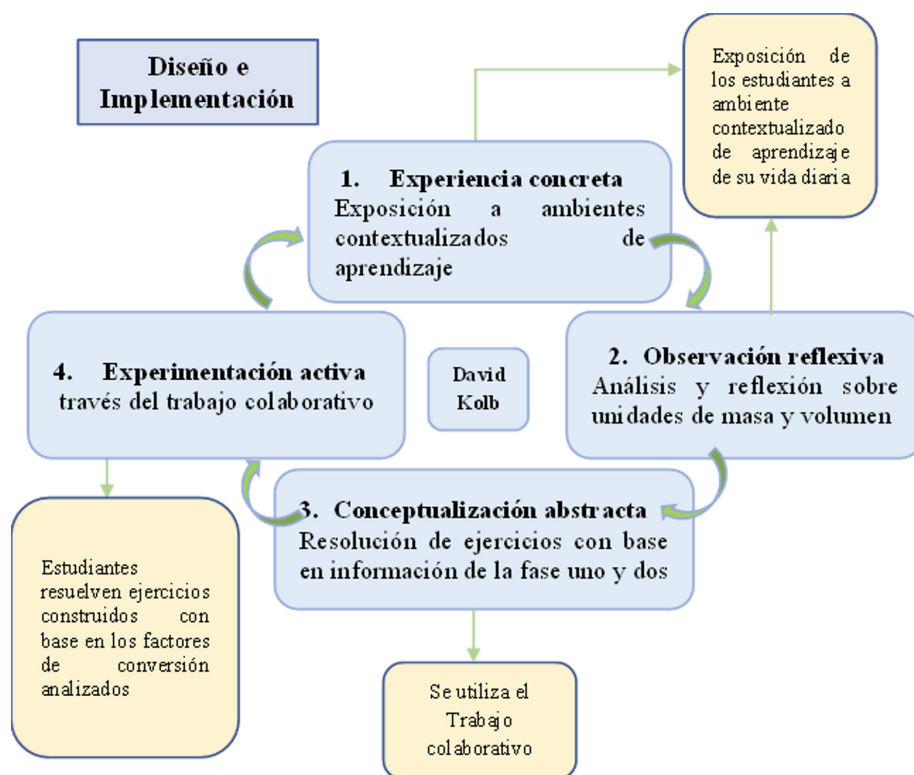 Diseño e
Implementación
Exposición de
los estudiantes a
ambiente
contextualizado
de aprendizaje
de su vida diaria
1. Experiencia concreta
Exposición a ambientes
contextualizados de
aprendizaje
2. Observación reflexiva
Análisis y reflexión sobre
unidades de masa y volumen
4. Experimentación activa
través del trabajo colaborativo
David
Kolb
3. Conceptualización abstracta
Resolución de ejercicios con base
en información de la fase uno y dos
Estudiantes
resuelven ejercicios
construidos con
base en los factores
de conversión
analizados
Se utiliza el
Trabajo
colaborativo